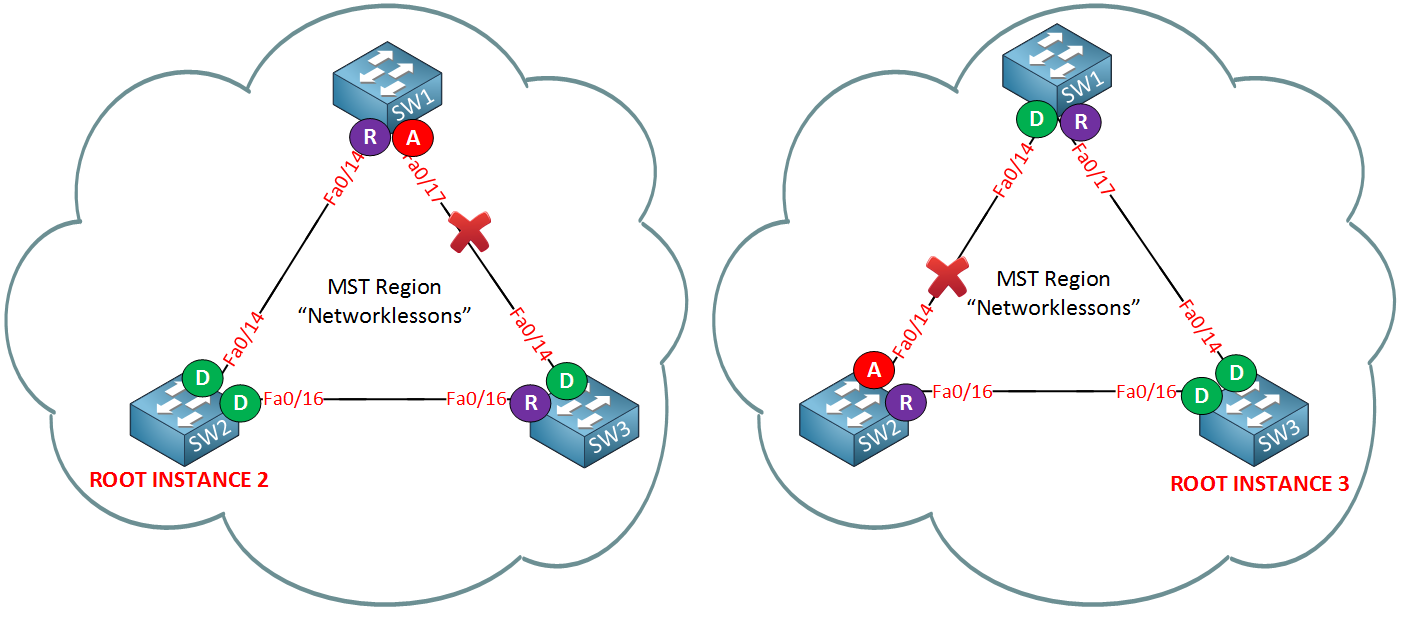 SW1
R
A
Fa0/14
Fa0/17
MST Region
“Networklessons”
Fa0/14
Fa0/14
D
D
Fa0/16
Fa0/16
R
D
SW2
SW3
ROOT INSTANCE 2
SW1
D
R
Fa0/14
Fa0/17
MST Region
“Networklessons”
Fa0/14
Fa0/14
A
R
Fa0/16
Fa0/16
D
D
SW2
SW3
ROOT INSTANCE 3